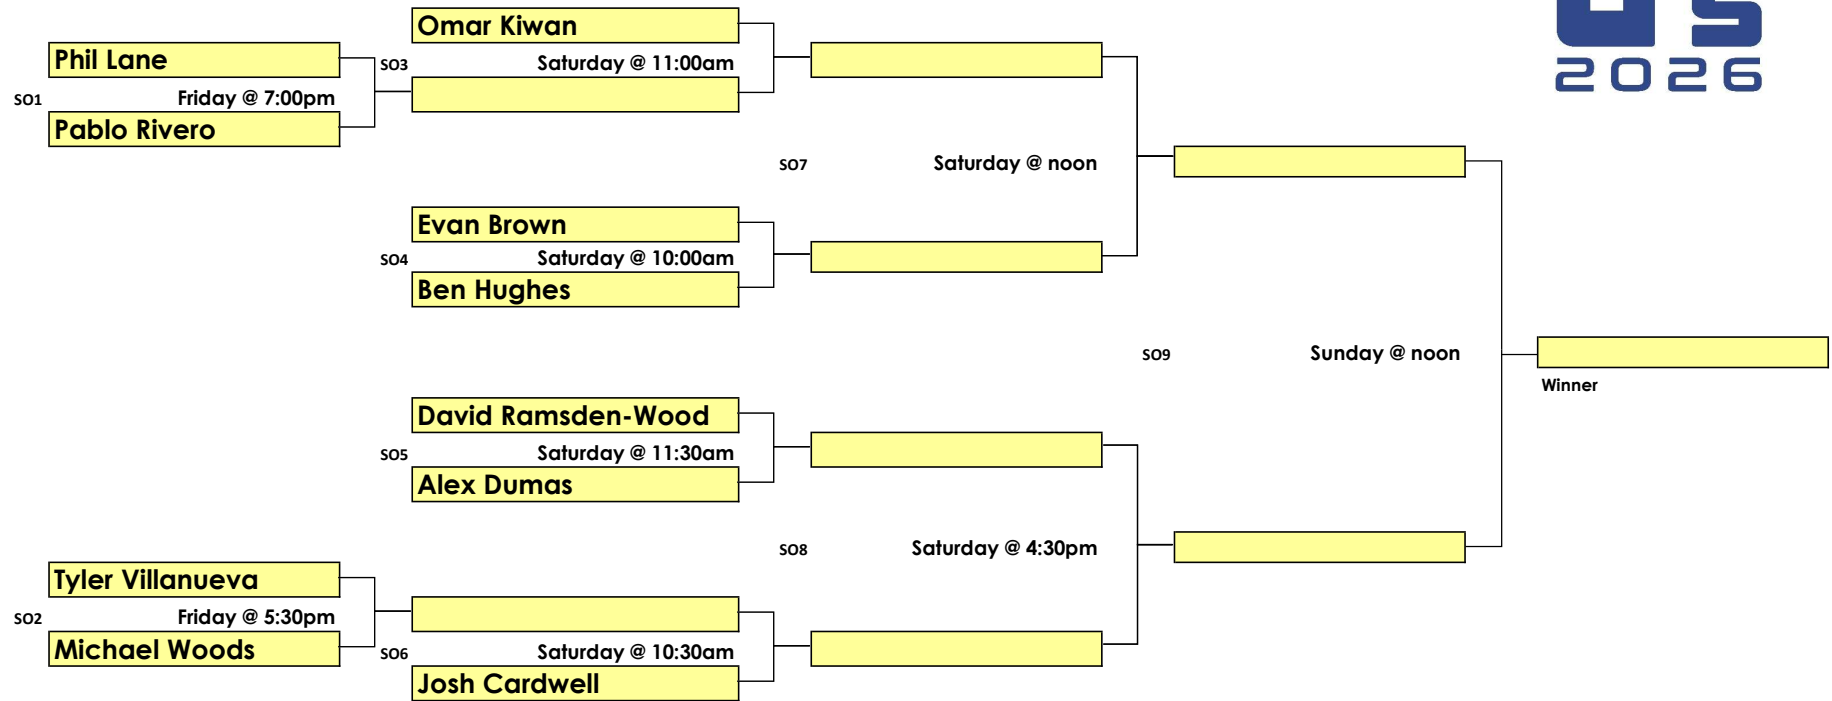 Omar Kiwan
Phil Lane
SO3 Saturday @ 11:00am
SO1 Friday @ 7:00pm
Pablo Rivero
2026
SO7 Saturday @ noon
Evan Brown
SO4 Saturday @ 10:00am
Ben Hughes
SO9 Sunday @ noon
Winner
David Ramsden-Wood
SO5 Saturday @ 11:30am
Alex Dumas
SO8 Saturday @ 4:30pm
Tyler Villanueva
SO2 Friday @ 5:30pm
Michael Woods
SO6 Saturday @ 10:30am
Josh Cardwell